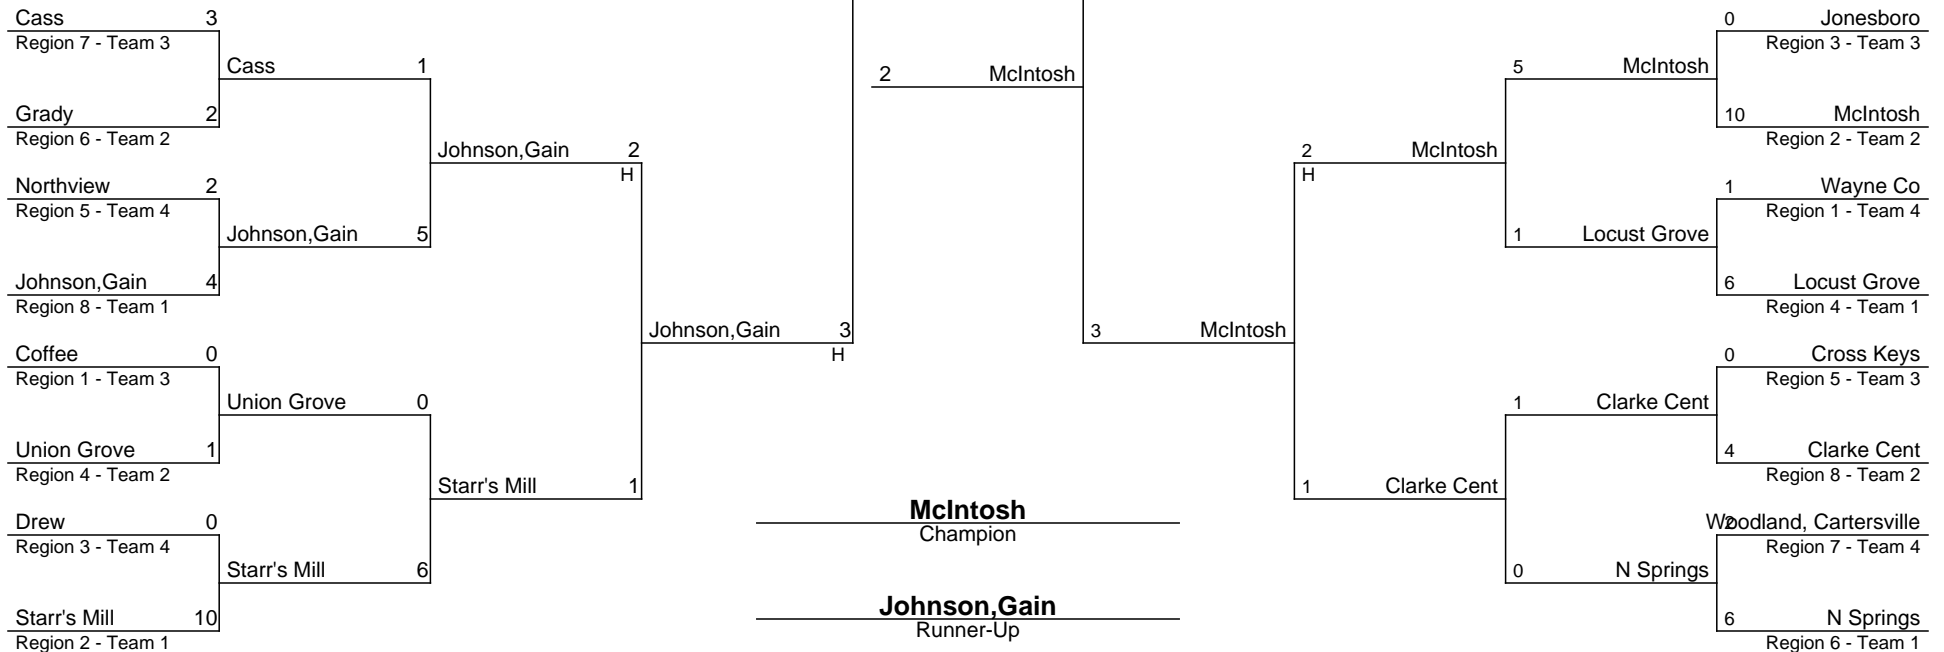 Cass 3
Region 7 - Team 3
Cass 1
Grady 2
Region 6 - Team 2
Johnson,Gain 2
H
Northview 2
Region 5 - Team 4
Johnson,Gain 5
Johnson,Gain 4
Region 8 - Team 1
Johnson,Gain 3
H
Coffee 0
Region 1 - Team 3
Union Grove 0
Union Grove 1
Region 4 - Team 2
Starr's Mill 1
Drew 0
Region 3 - Team 4
Starr's Mill 6
Starr's Mill 10
Region 2 - Team 1
2 McIntosh
3 McIntosh
McIntosh
Champion
Johnson,Gain
Runner-Up
0 Jonesboro
Region 3 - Team 3
5 McIntosh
10 McIntosh
Region 2 - Team 2
2 McIntosh
H
1 Wayne Co
Region 1 - Team 4
1 Locust Grove
6 Locust Grove
Region 4 - Team 1
0 Cross Keys
Region 5 - Team 3
1 Clarke Cent
4 Clarke Cent
Region 8 - Team 2
1 Clarke Cent
2 Woodland, Cartersville
Region 7 - Team 4
0 N Springs
6 N Springs
Region 6 - Team 1